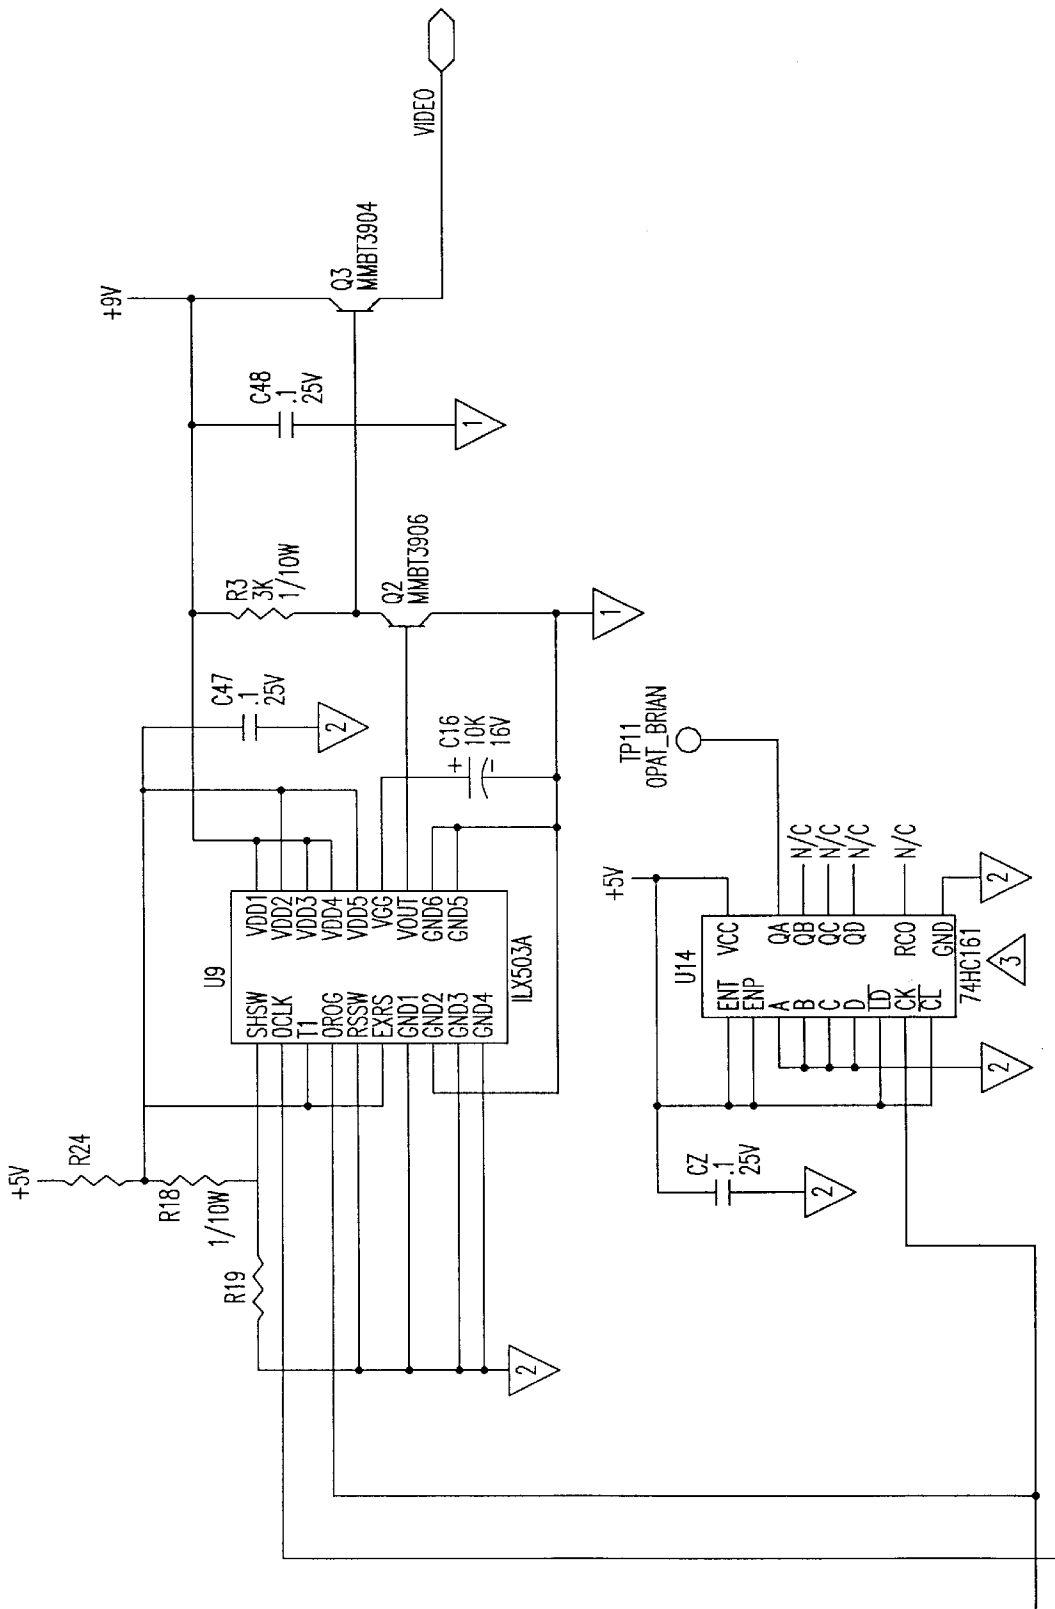 +5V
R24
R18
1/10W
R19
2
U9
SHSW
OCLK
T1
OROG
RSSW
EXRS
GND1
GND2
GND3
GND4
VDD1
VDD2
VDD3
VDD4
VDD5
VGG
VOUT
GND6
GND5
ILX503A
C47
.1
25V
2
+ C16
10K
- 16V
R3
3K
1/10W
Q2
MMBT3906
1
C48
.1
25V
1
+9V
Q3
MMBT3904
VIDEO
+5V
CZ
.1
25V
2
U14
ENT
ENP
A
B
C
D
LD
CK
CL
VCC
QA
QB
QC
QD
RCO
GND
74HC161
3
2
2
N/C
N/C
N/C
N/C
TP11
OPAT_BRIAN